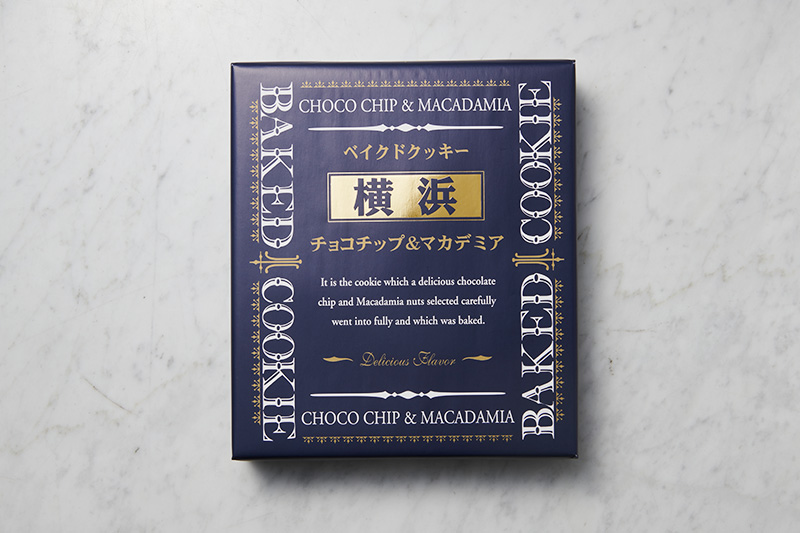 CHOCO CHIP & MACADAMIA
ベイクドクッキー
横浜
チョコチップ&マカデミア
It is the cookie which a delicious chocolate
chip and Macadamia nuts selected carefully
went into fully and which was baked.
Delicious Flavor
CHOCO CHIP & MACADAMIA
BAKED COOKIE
BAKED COOKIE